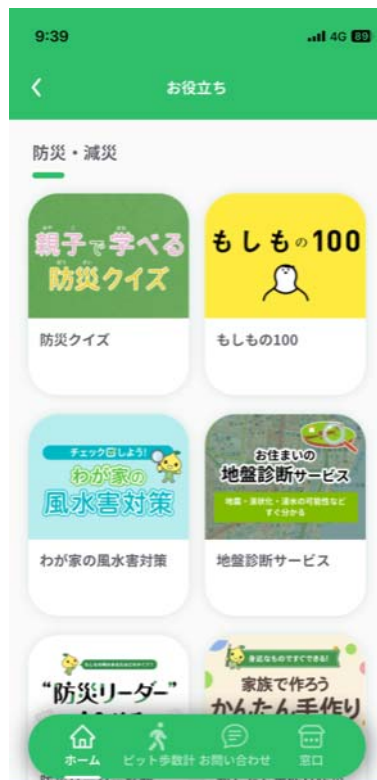 9:39
4G 89
お役立ち
防災・減災
親子で学べる
防災クイズ
もしもの100
防災クイズ
もしもの100
チェックしよう!
わが家の
風水害対策
お住まいの
地盤診断サービス
地震・液状化・浸水の可能性など
すぐ分かる
わが家の風水害対策
地盤診断サービス
"防災リーダー"
身近なものですぐできる!
家族で作ろう
かんたん手作り
ホーム
ピット歩数計
お問い合わせ
窓口